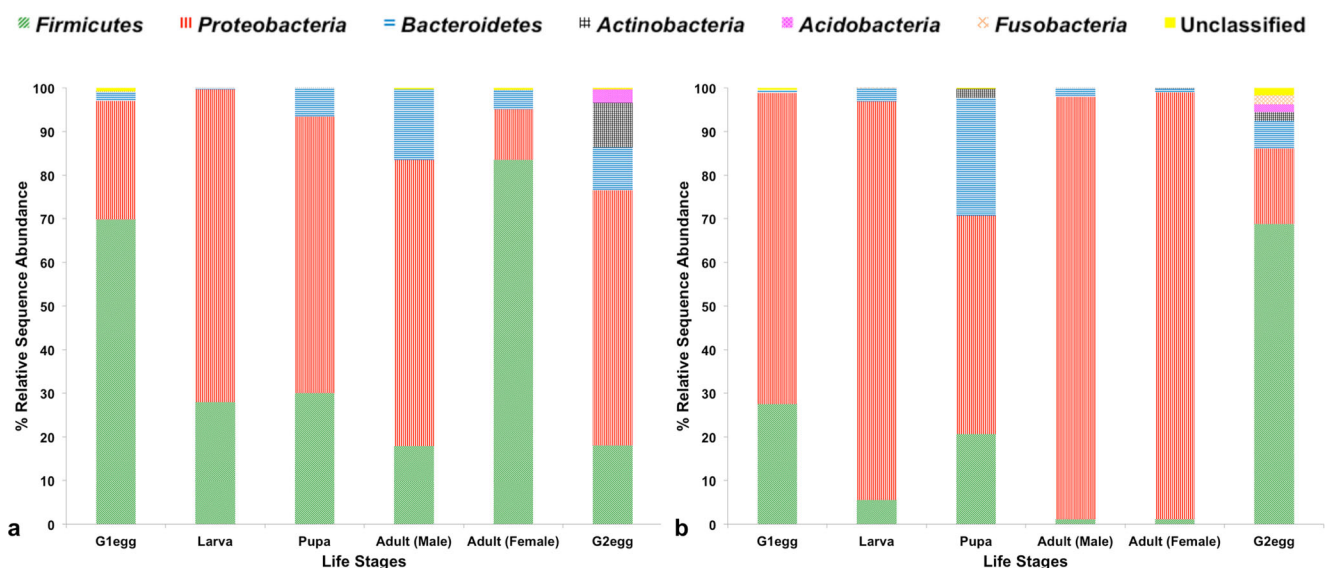 Firmicutes Proteobacteria Bacteroidetes Actinobacteria Acidobacteria Fusobacteria Unclassified
% Relative Sequence Abundance
100
90
80
70
60
50
40
30
20
10
0
G1egg Larva Pupa Adult (Male) Adult (Female) G2egg
Life Stages
a
% Relative Sequence Abundance
100
90
80
70
60
50
40
30
20
10
0
G1egg Larva Pupa Adult (Male) Adult (Female) G2egg
Life Stages
b